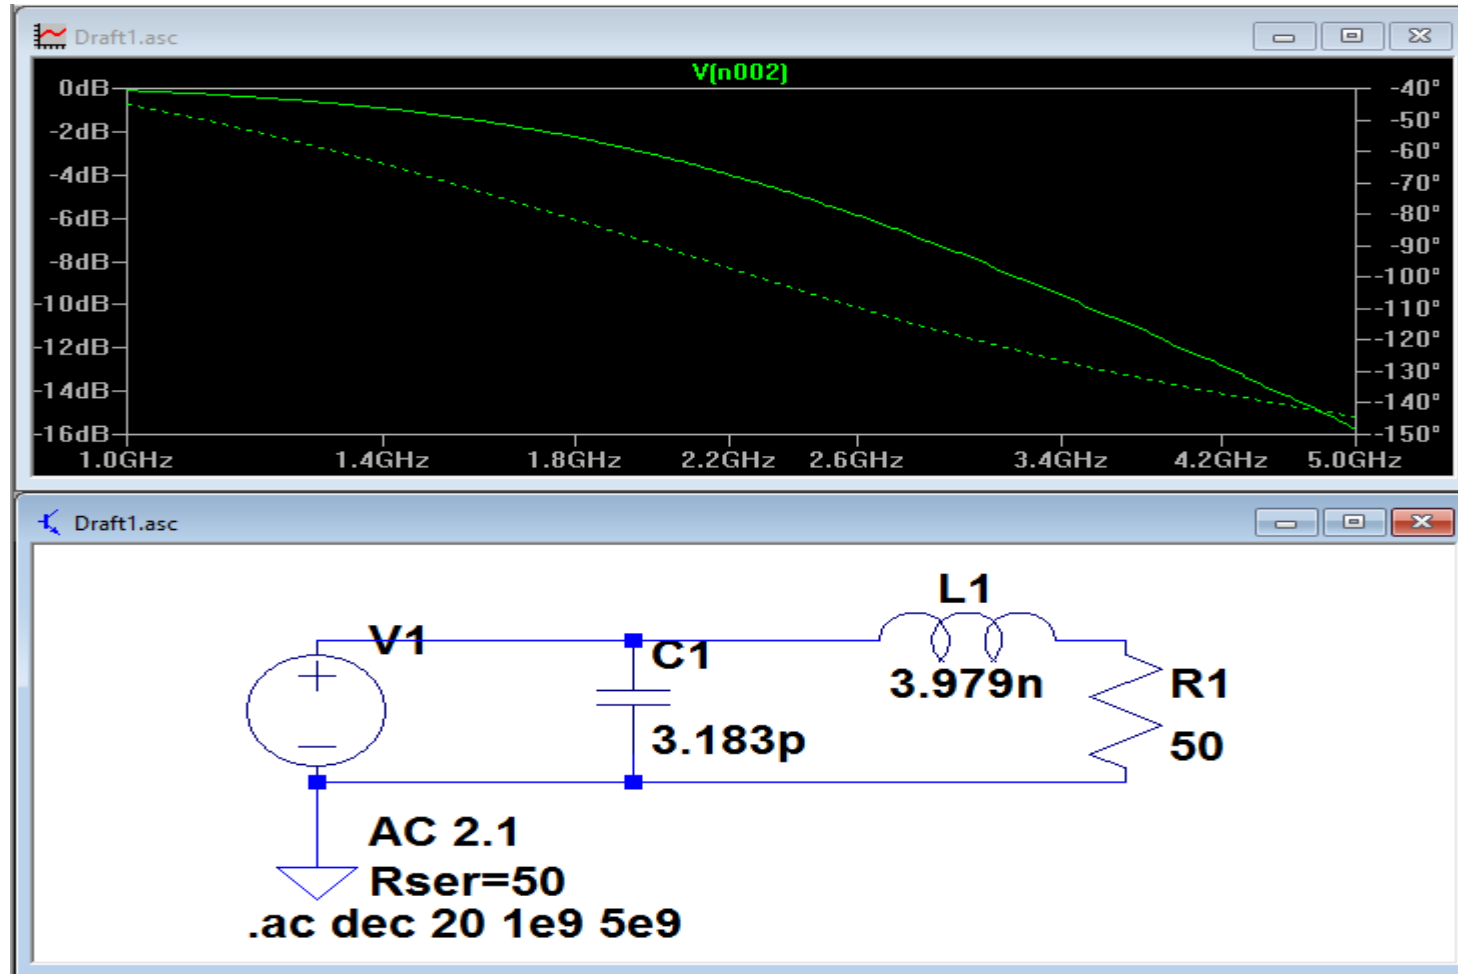 Draft1.asc
V(n002)
0dB
-2dB
-4dB
-6dB
-8dB
-10dB
-12dB
-14dB
-16dB
-40°
-50°
-60°
-70°
-80°
-90°
-100°
-110°
-120°
-130°
-140°
-150°
1.0GHz 1.4GHz 1.8GHz 2.2GHz 2.6GHz 3.4GHz 4.2GHz 5.0GHz
Draft1.asc
L1
V1
C1
3.979n
R1
3.183p
50
AC 2.1
Rser=50
.ac dec 20 1e9 5e9